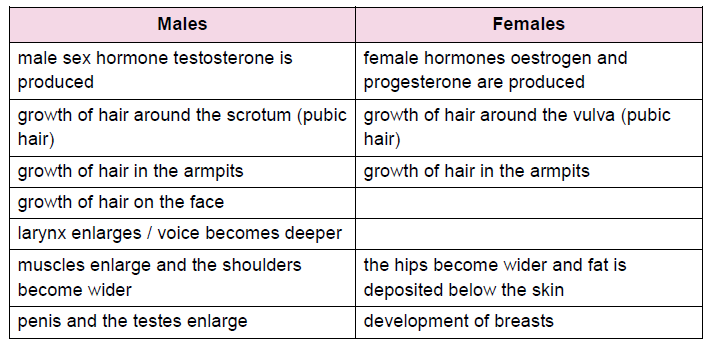 Males
Females
male sex hormone testosterone is
produced
female hormones oestrogen and
progesterone are produced
growth of hair around the scrotum (pubic
hair)
growth of hair around the vulva (pubic
hair)
growth of hair in the armpits
growth of hair in the armpits
growth of hair on the face
larynx enlarges / voice becomes deeper
muscles enlarge and the shoulders
become wider
the hips become wider and fat is
deposited below the skin
penis and the testes enlarge
development of breasts